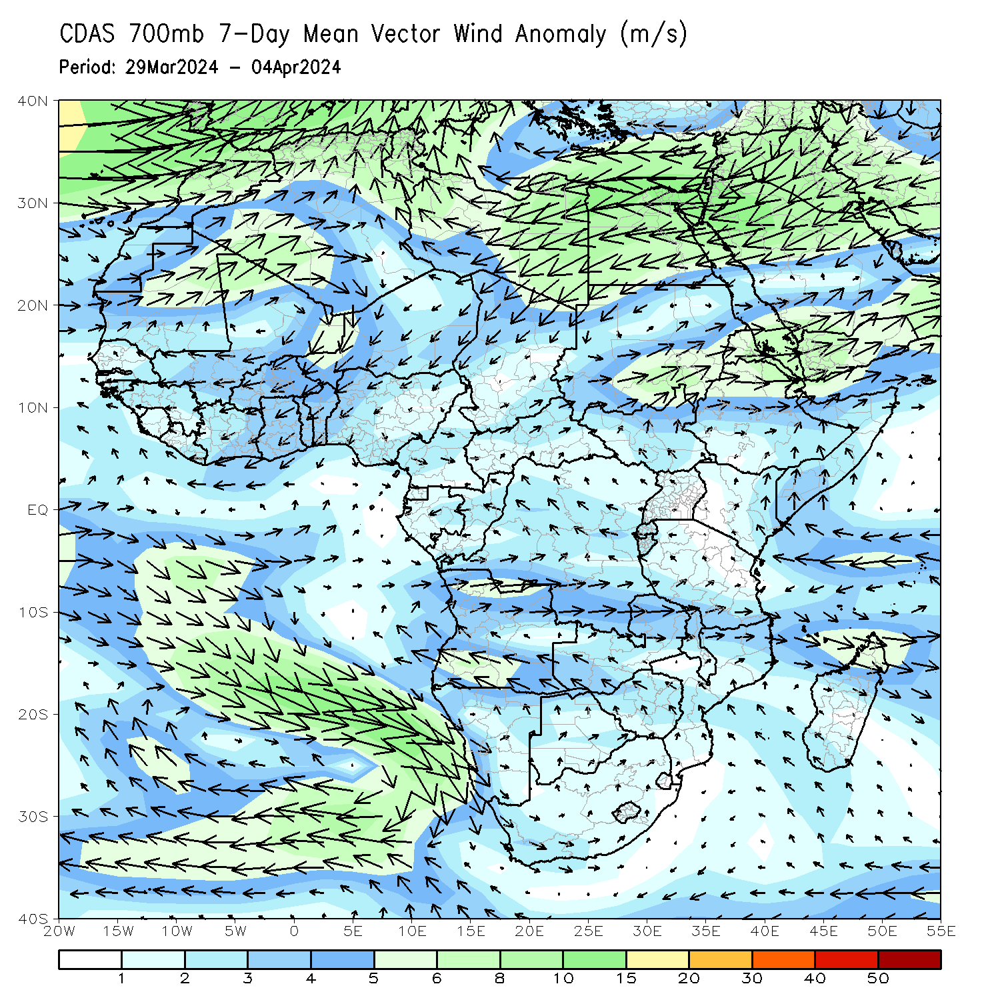 CDAS 700mb 7-Day Mean Vector Wind Anomaly (m/s)
Period: 29Mar2024 - 04Apr2024
40N
30N
20N
10N
EQ
10S
20S
30S
40S
20W 15W 10W 5W 0 5E 10E 15E 20E 25E 30E 35E 40E 45E 50E 55E
1 2 3 4 5 6 8 10 15 20 30 40 50